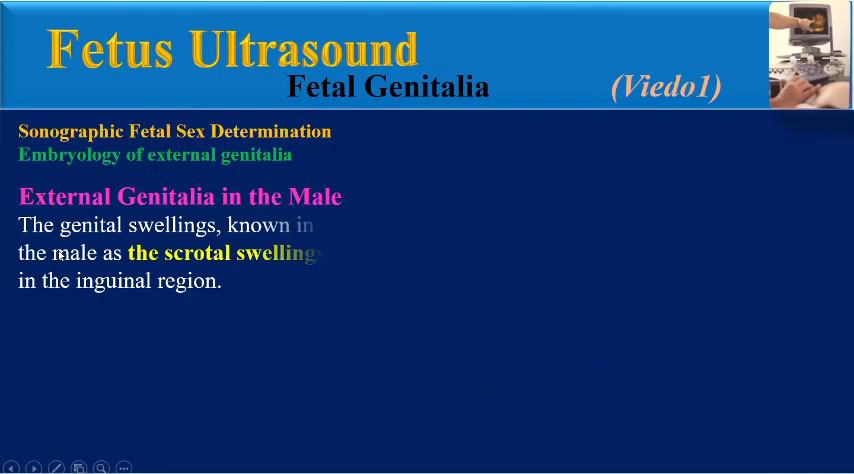 Fetus Ultrasound
Fetal Genitalia
(Viedo1)
Sonographic Fetal Sex Determination
Embryology of external genitalia
External Genitalia in the Male
The genital swellings, known in
the male as the scrotal swellings
in the inguinal region.